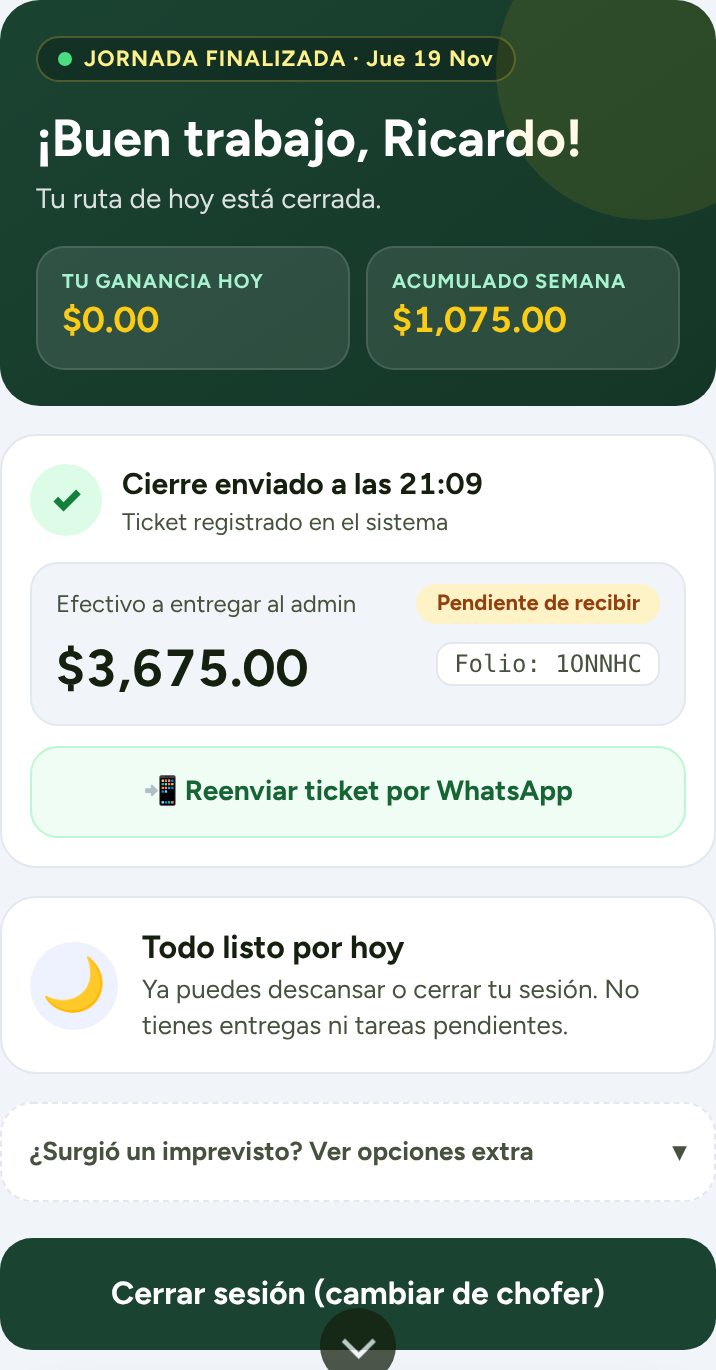 JORNADA FINALIZADA · Jue 19 Nov
¡Buen trabajo, Ricardo!
Tu ruta de hoy está cerrada.
TU GANANCIA HOY
$0.00
ACUMULADO SEMANA
$1,075.00
Cierre enviado a las 21:09
Ticket registrado en el sistema
Efectivo a entregar al admin
Pendiente de recibir
$3,675.00
Folio: 1ONNHC
Reenviar ticket por WhatsApp
Todo listo por hoy
Ya puedes descansar o cerrar tu sesión. No
tienes entregas ni tareas pendientes.
¿Surgió un imprevisto? Ver opciones extra
Cerrar sesión (cambiar de chofer)